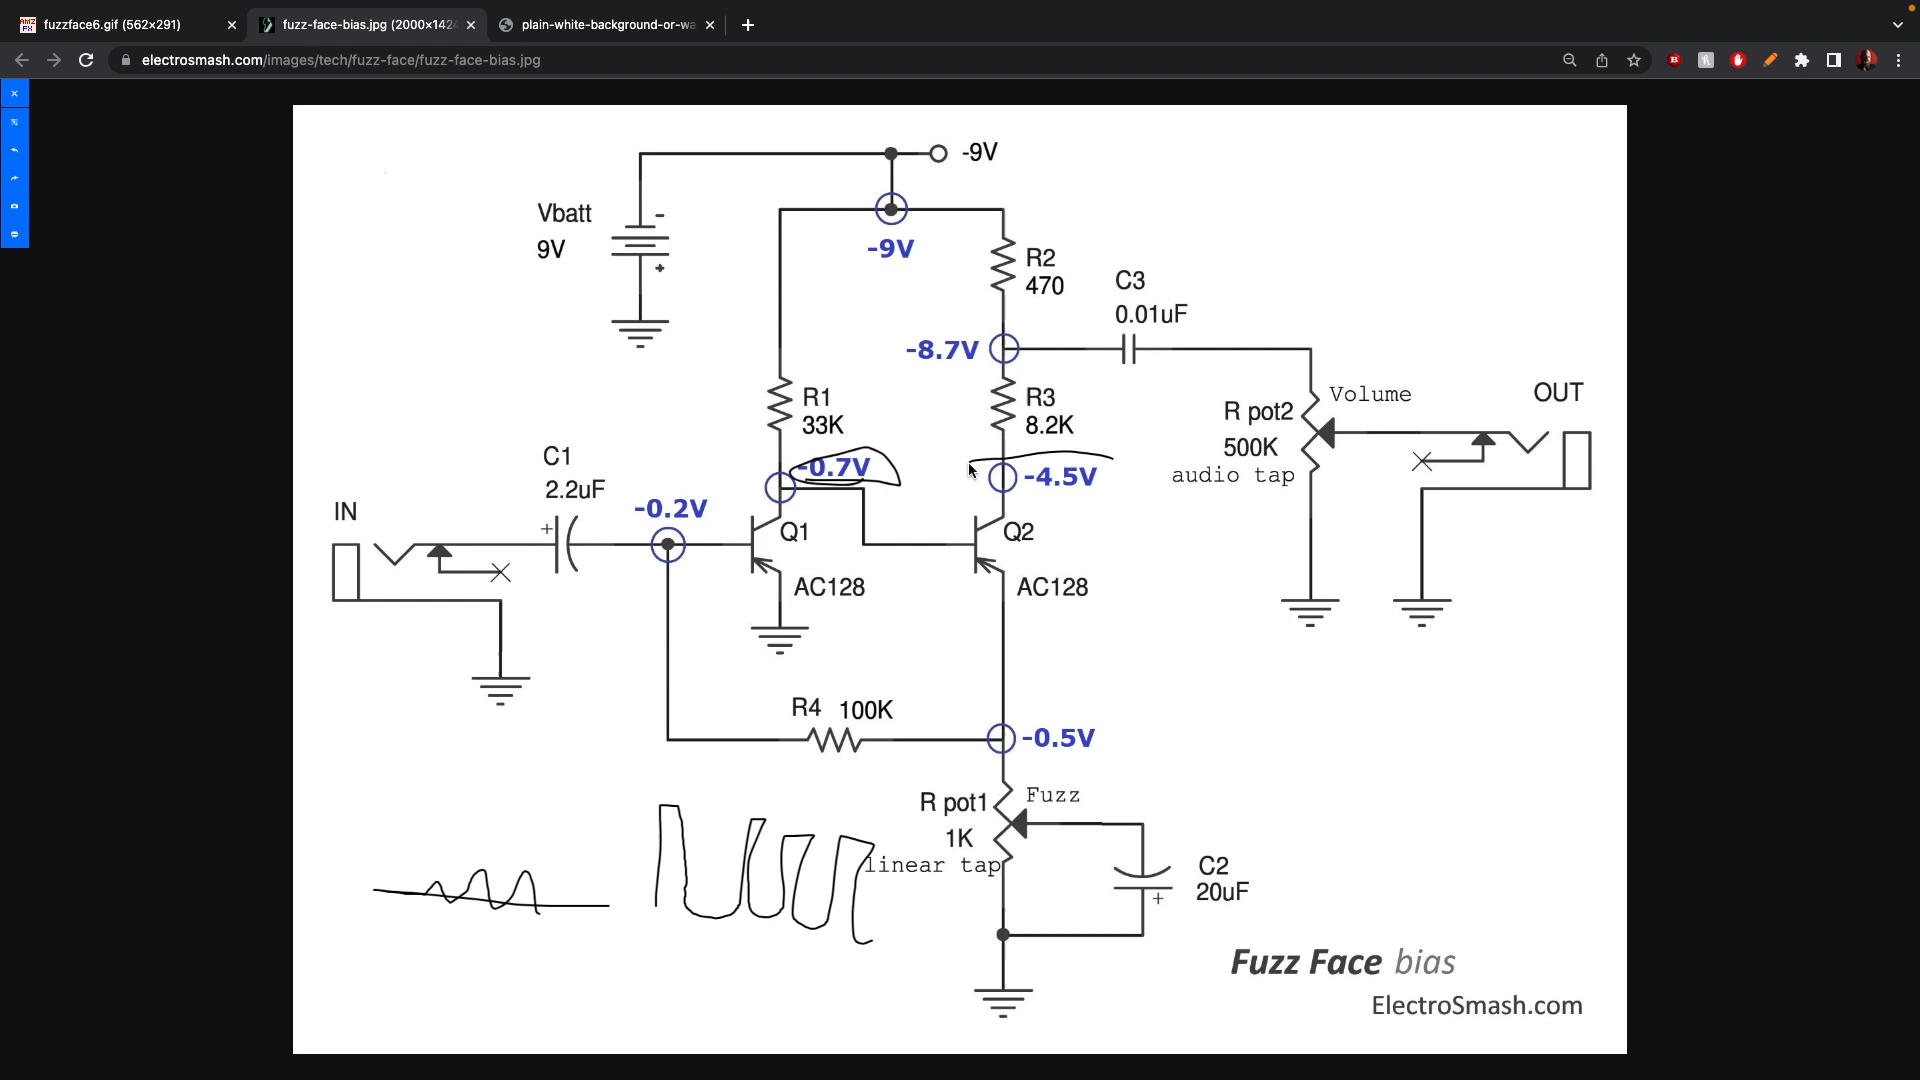 fuzzface6.gif (562×291)
fuzz-face-bias.jpg (2000×1424
plain-white-background-or-wa
electrosmash.com/images/tech/fuzz-face/fuzz-face-bias.jpg
-9V
Vbatt
9V
-
+
-9V
R2
470
C3
0.01uF
-8.7V
R1
33K
R3
8.2K
Volume
R pot2
500K
audio tap
OUT
C1
2.2uF
+
-0.7V
-4.5V
IN
-0.2V
Q1
AC128
Q2
AC128
R4 100K
-0.5V
R pot1
1K
linear tap
Fuzz
C2
20uF
+
Fuzz Face bias
ElectroSmash.com